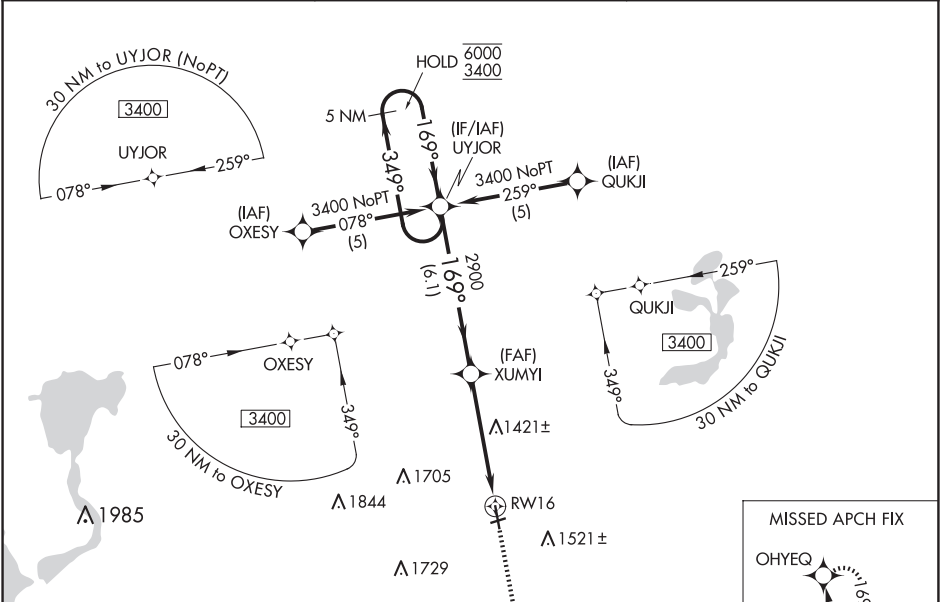 30 NM to UYJOR (NoPT)
3400
UYJOR
078°
259°
HOLD 6000
3400
5 NM
169°
349°
(IF/IAF)
UYJOR
(IAF)
QUKJI
3400 NoPT
259°
(5)
(IAF)
OXESY
3400 NoPT
078°
(5)
2900
169°
(6.1)
259°
QUKJI
3400
349°
30 NM to QUKJI
078°
OXESY
3400
349°
30 NM to OXESY
(FAF)
XUMYI
1421±
1705
1844
1985
RW16
1521±
1729
MISSED APCH FIX
OHYEQ